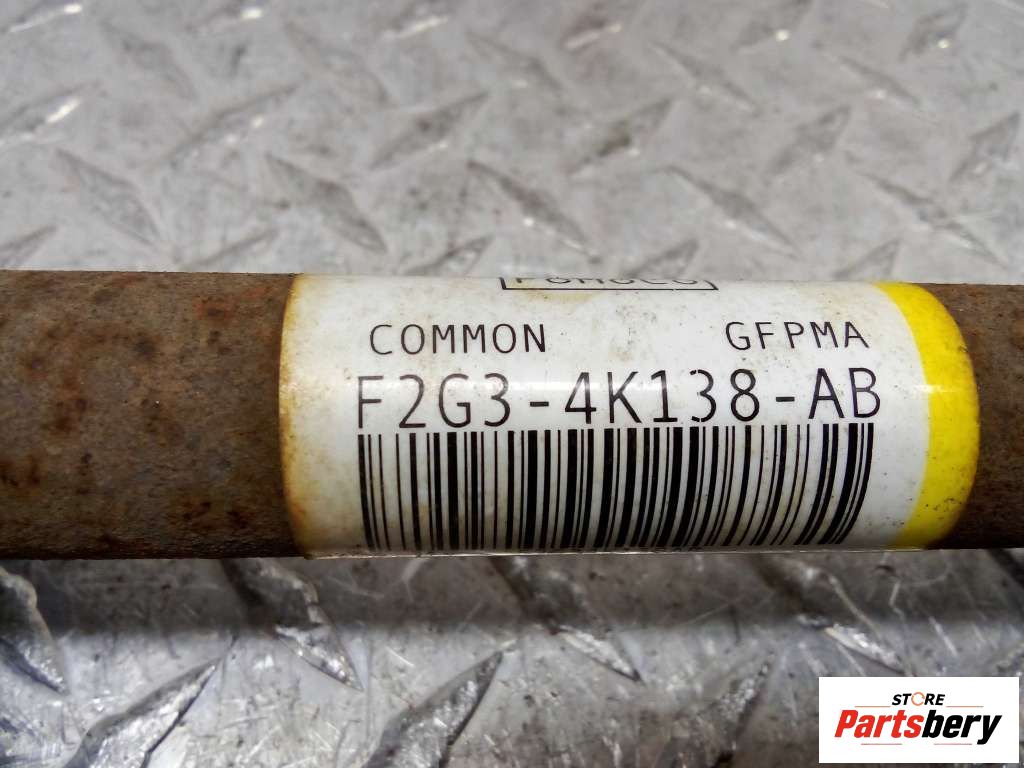 COMMON GFPMA
F2G3-4K138-AB
STORE
Partsbery